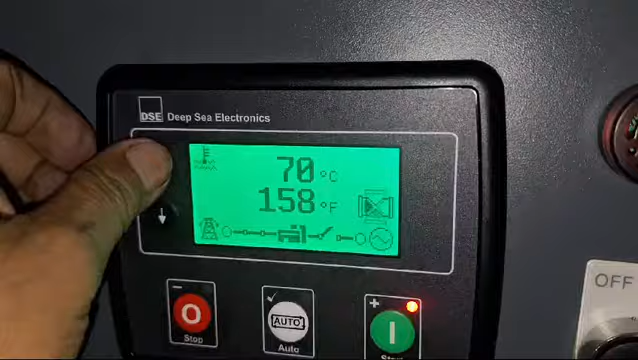 DSE Deep Sea Electronics
70 °C
158 °F
O
AUTO
I
Stop
Auto
OFF